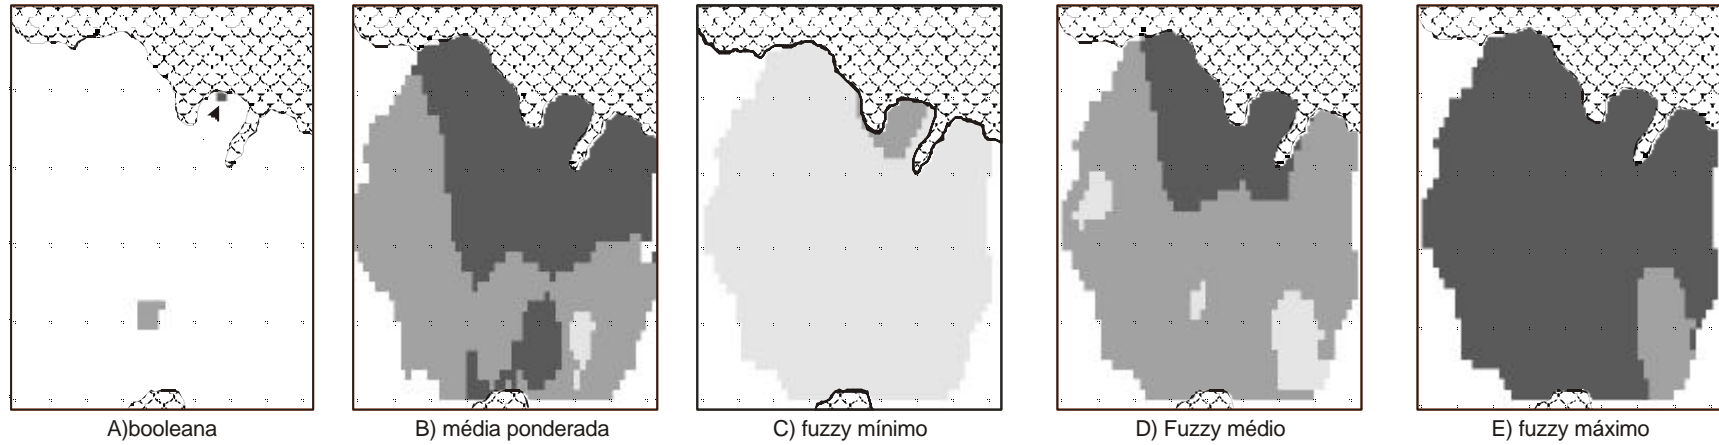 A)booleana
B) média ponderada
C) fuzzy mínimo
D) Fuzzy médio
E) fuzzy máximo